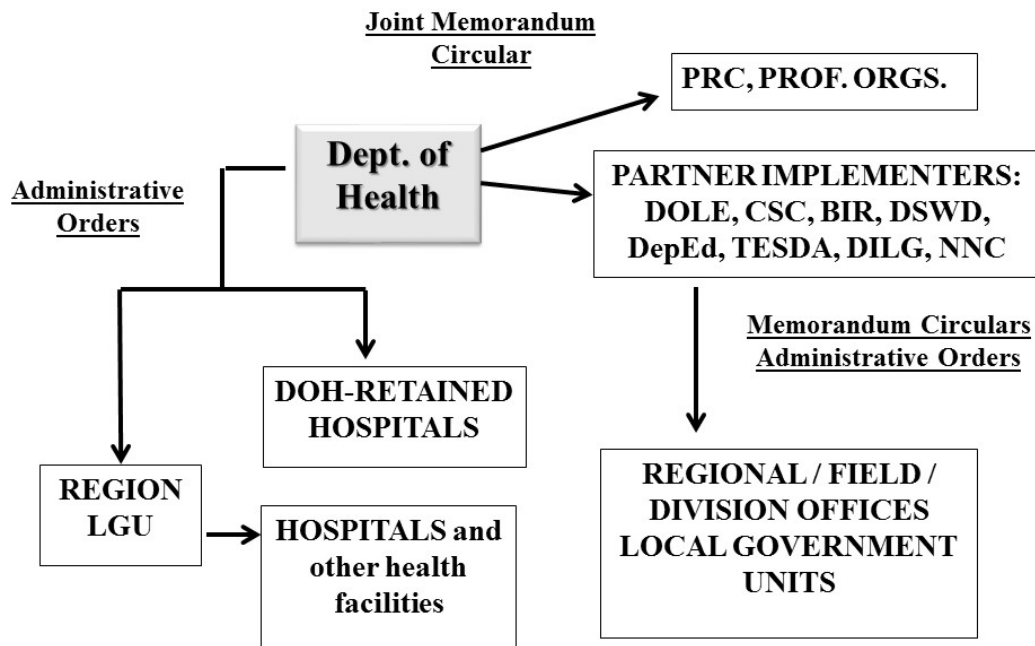 Joint Memorandum
Circular
PRC, PROF. ORGS.
Dept. of
Health
Administrative
Orders
PARTNER IMPLEMENTERS:
DOLE, CSC, BIR, DSWD,
DepEd, TESDA, DILG, NNC
Memorandum Circulars
Administrative Orders
DOH-RETAINED
HOSPITALS
REGION
LGU
HOSPITALS and
other health
facilities
REGIONAL / FIELD /
DIVISION OFFICES
LOCAL GOVERNMENT
UNITS